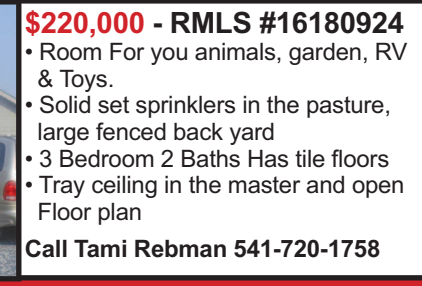 $220,000 - RMLS #16180924
• Room For you animals, garden, RV
& Toys.
• Solid set sprinklers in the pasture,
large fenced back yard
• 3 Bedroom 2 Baths Has tile floors
• Tray ceiling in the master and open
Floor plan
Call Tami Rebman 541-720-1758